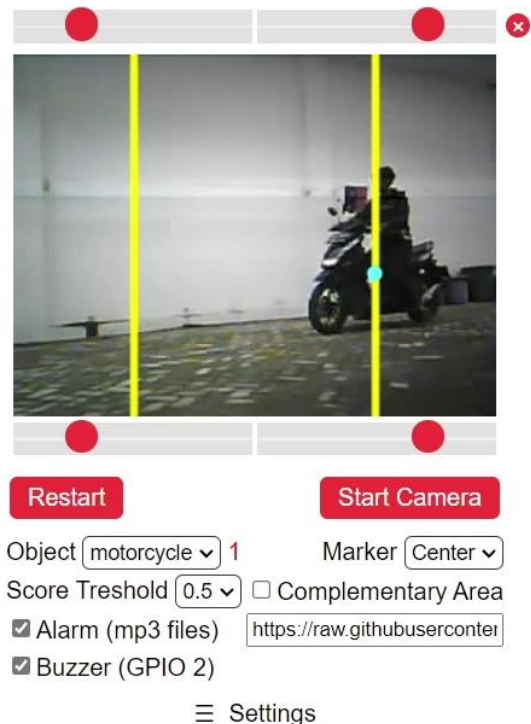 Restart Start Camera
Object motorcycle 1 Marker Center
Score Treshold 0.5 Complementary Area
Alarm (mp3 files) https://raw.githubuserconter
Buzzer (GPIO 2)
☰ Settings